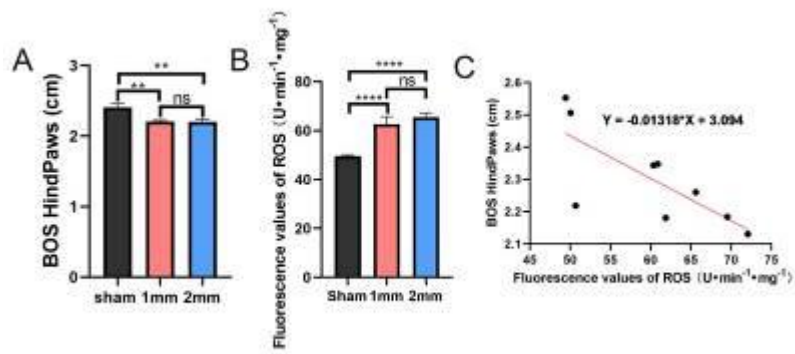 A
BOS HindPaws (cm)
3
2
1
0
**
**
ns
sham 1mm 2mm
B
Fluorescence values of ROS (U•min⁻¹•mg⁻¹)
80
60
40
20
0
****
ns
****
Sham 1mm 2mm
C
BOS HindPaws (cm)
2.6
2.5
2.4
2.3
2.2
2.1
Y = -0.01318*X + 3.094
45 50 55 60 65 70 75
Fluorescence values of ROS (U•min⁻¹•mg⁻¹)